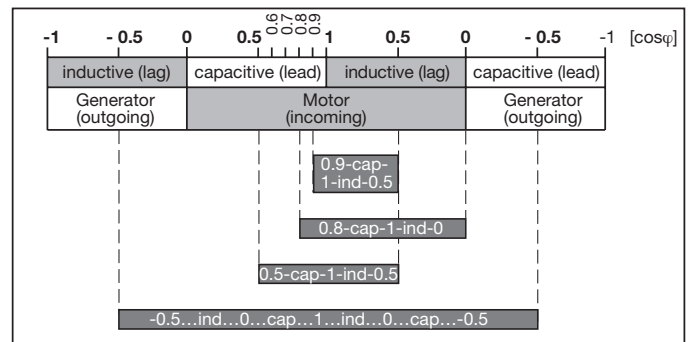 0.6 0.7 0.8 0.9
-1 - 0.5 0 0.5 1 0.5 0 - 0.5 -1 [cosφ]
inductive (lag) capacitive (lead) inductive (lag) capacitive (lead)
Generator Motor Generator
(outgoing) (incoming) (outgoing)
0.9-cap-
1-ind-0.5
0.8-cap-1-ind-0
0.5-cap-1-ind-0.5
-0.5...ind...0...cap...1...ind...0...cap...-0.5